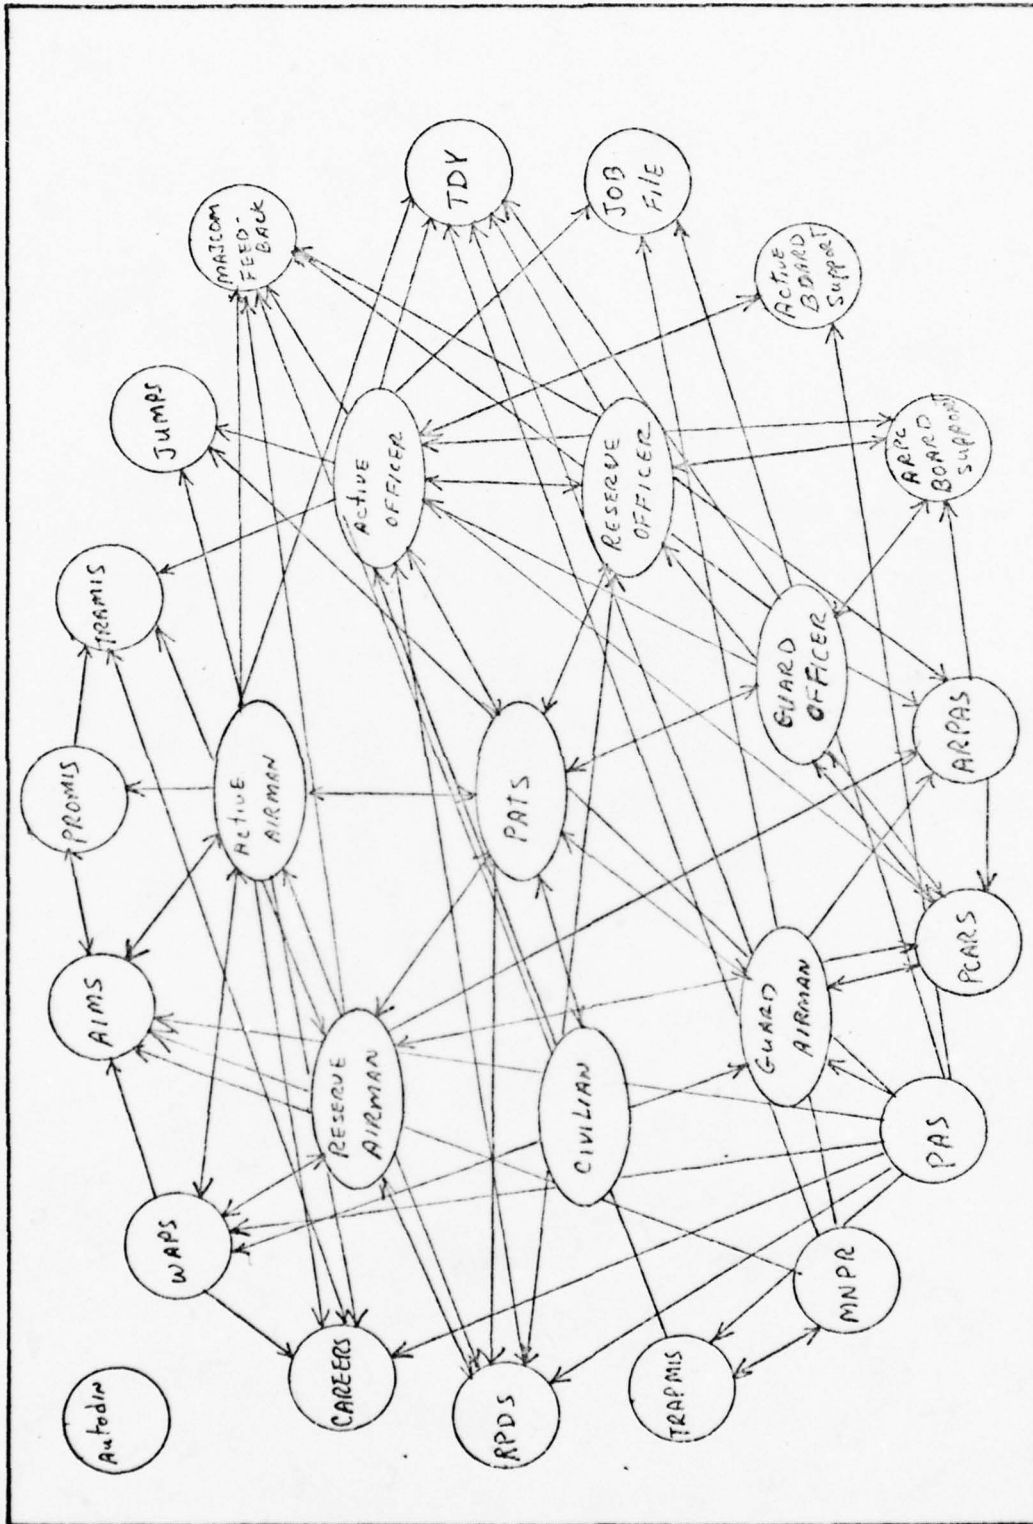 Autodin
WAPS
AIMS
PROMIS
TRAMIS
JUMPS
MAJCOM
FEED-
BACK
CAREERS
RESERVE
AIRMAN
Active
AIRMAN
Active
OFFICER
TDY
RPDS
CIVILIAN
PATS
RESERVE
OFFICER
JOB
FILE
TRAPMIS
GUARD
AIRMAN
GUARD
OFFICER
Active
BOARD
Support
MNPR
PAS
PCARS
ARPAS
ARPC
BOARD
SUPPORT